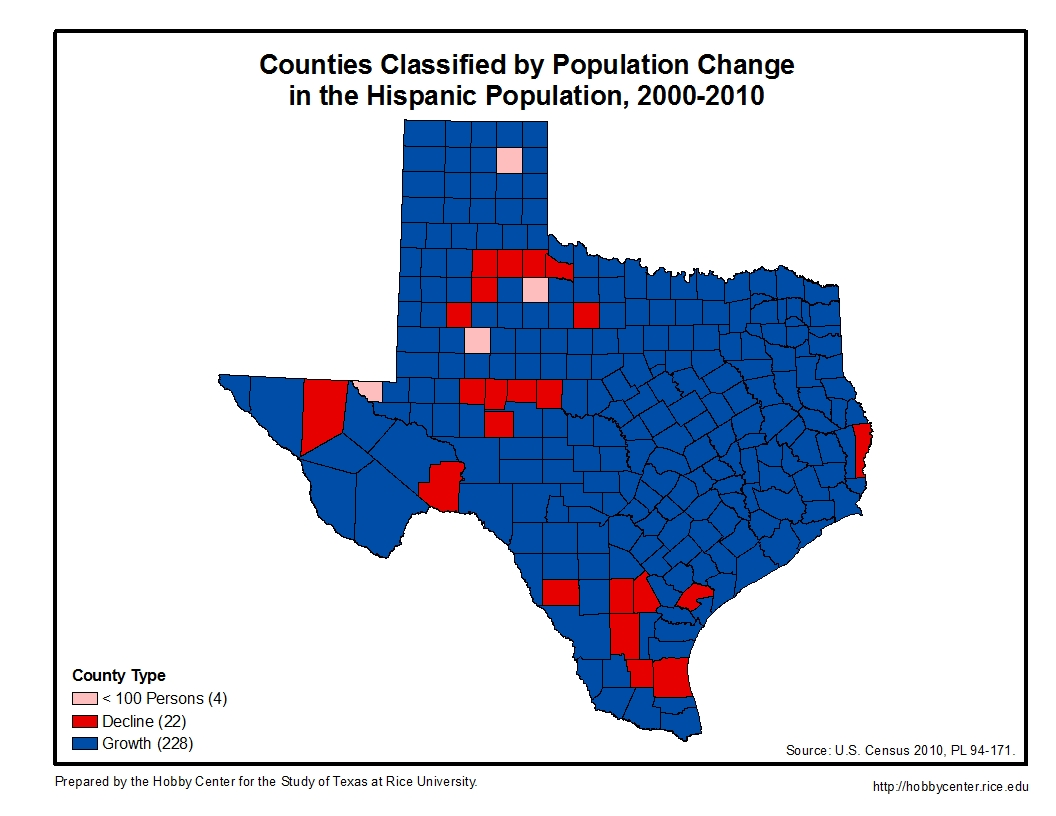 Counties Classified by Population Change
in the Hispanic Population, 2000-2010
County Type
< 100 Persons (4)
Decline (22)
Growth (228)
Source: U.S. Census 2010, PL 94-171.
Prepared by the Hobby Center for the Study of Texas at Rice University.
http://hobbycenter.rice.edu